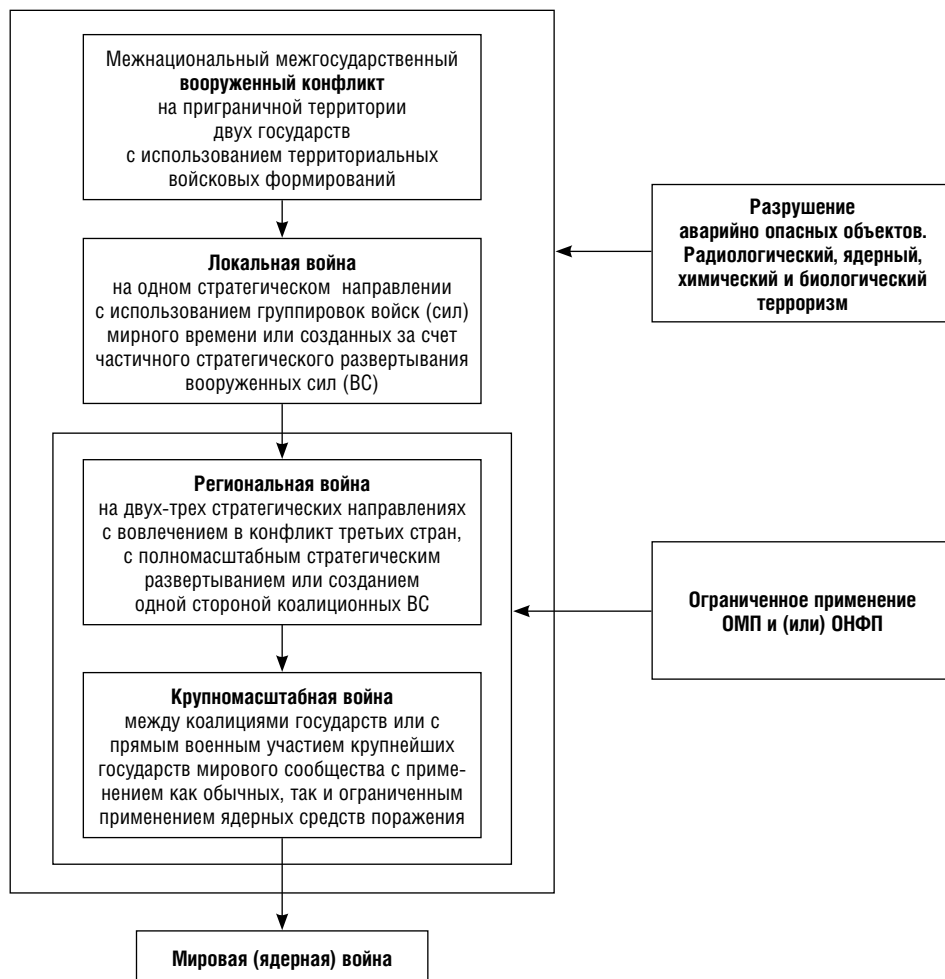 Межнациональный межгосударственный
вооруженный конфликт
на приграничной территории
двух государств
с использованием территориальных
войсковых формирований
Локальная война
на одном стратегическом направлении
с использованием группировок войск (сил)
мирного времени или созданных за счет
частичного стратегического развертывания
вооруженных сил (ВС)
Региональная война
на двух-трех стратегических направлениях
с вовлечением в конфликт третьих стран,
с полномасштабным стратегическим
развертыванием или созданием
одной стороной коалиционных ВС
Крупномасштабная война
между коалициями государств или с
прямым военным участием крупнейших
государств мирового сообщества с приме-
нением как обычных, так и ограниченным
применением ядерных средств поражения
Мировая (ядерная) война
Разрушение
аварийно опасных объектов.
Радиологический, ядерный,
химический и биологический
терроризм
Ограниченное применение
ОМП и (или) ОНФП